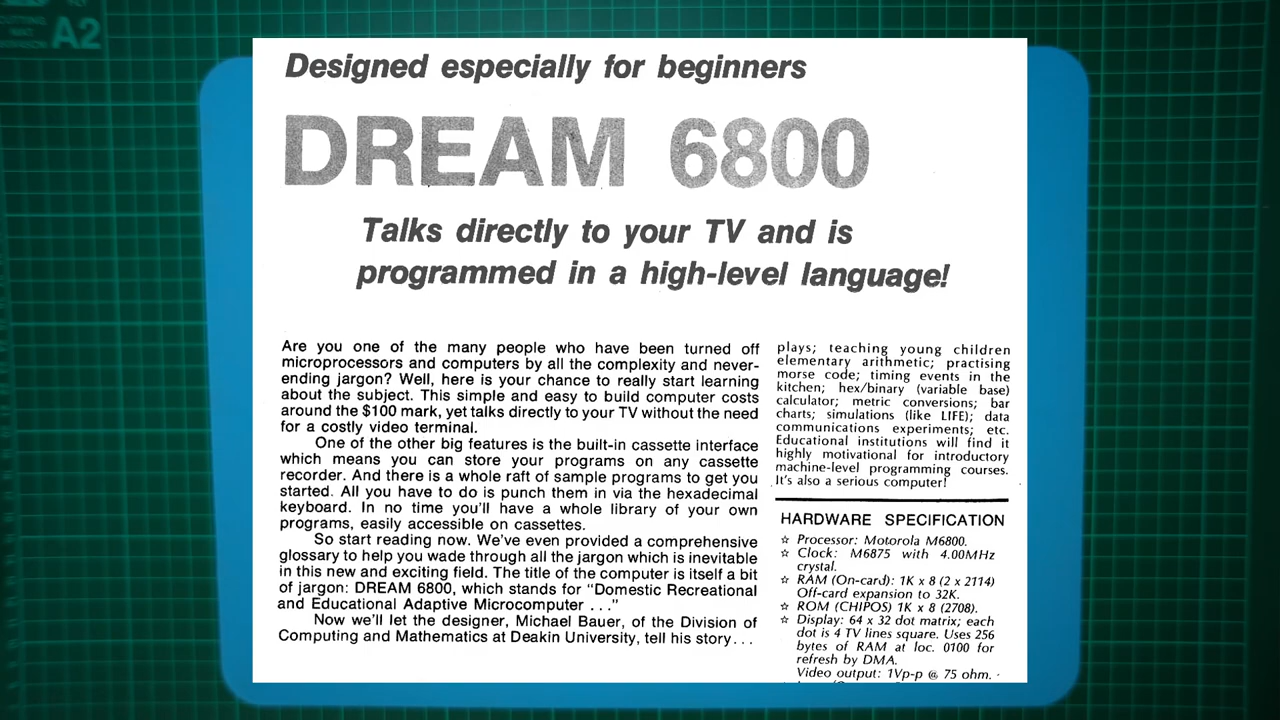 A2
Designed especially for beginners
DREAM 6800
Talks directly to your TV and is
programmed in a high-level language!
Are you one of the many people who have been turned off
microprocessors and computers by all the complexity and never-
ending jargon? Well, here is your chance to really start learning
about the subject. This simple and easy to build computer costs
around the $100 mark, yet talks directly to your TV without the need
for a costly video terminal.
One of the other big features is the built-in cassette interface
which means you can store your programs on any cassette
recorder. And there is a whole raft of sample programs to get you
started. All you have to do is punch them in via the hexadecimal
keyboard. In no time you'll have a whole library of your own
programs, easily accessible on cassettes.
So start reading now. We've even provided a comprehensive
glossary to help you wade through all the jargon which is inevitable
in this new and exciting field. The title of the computer is itself a bit
of jargon: DREAM 6800, which stands for "Domestic Recreational
and Educational Adaptive Microcomputer . . ."
Now we'll let the designer, Michael Bauer, of the Division of
Computing and Mathematics at Deakin University, tell his story . . .
plays; teaching young children
elementary arithmetic; practising
morse code; timing events in the
kitchen; hex/binary (variable base)
calculator; metric conversions; bar
charts; simulations (like LIFE); data
communications experiments; etc.
Educational institutions will find it
highly motivational for introductory
machine-level programming courses.
It's also a serious computer!
HARDWARE SPECIFICATION
☆ Processor: Motorola M6800.
☆ Clock: M6875 with 4.00MHz
crystal.
☆ RAM (On-card): 1K x 8 (2 x 2114)
Off-card expansion to 32K.
☆ ROM (CHIPOS) 1K x 8 (2708).
☆ Display: 64 x 32 dot matrix; each
dot is 4 TV lines square. Uses 256
bytes of RAM at loc. 0100 for
refresh by DMA.
Video output: 1Vp-p @ 75 ohm.